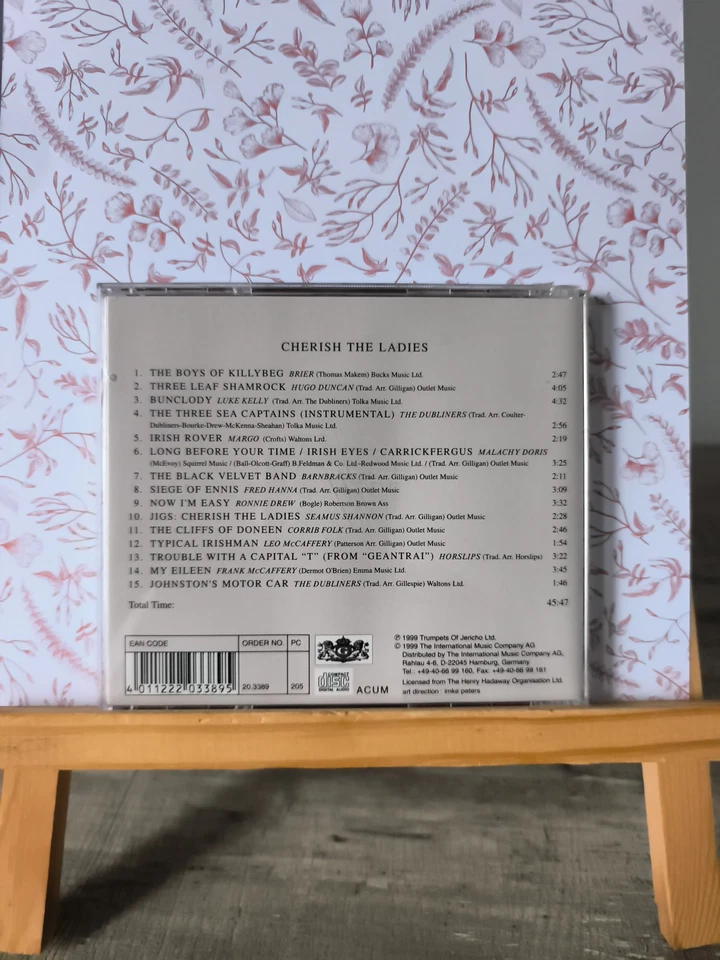 CHERISH THE LADIES
1. THE BOYS OF KILLYBEG BRIER (Thomas Makem) Bucks Music Ltd. 2:47
2. THREE LEAF SHAMROCK HUGO DUNCAN (Trad. Arr. Gilligan) Outlet Music 4:05
3. BUNCLODY LUKE KELLY (Trad. Arr. The Dubliners) Tolka Music Ltd. 4:32
4. THE THREE SEA CAPTAINS (INSTRUMENTAL) THE DUBLINERS (Trad. Arr. Coulter-
Dubliners-Bourke-Drew-McKenna-Sheahan) Tolka Music Ltd. 2:56
5. IRISH ROVER MARGO (Crofts) Waltons Lrd. 2:19
6. LONG BEFORE YOUR TIME / IRISH EYES / CARRICKFERGUS MALACHY DORIS
(McEvoy) Squirrel Music / (Ball-Olcott-Graff) B.Feldman & Co. Ltd-Redwood Music Ltd. / (Trad. Arr. Gilligan) Outlet Music 3:25
7. THE BLACK VELVET BAND BARNBRACKS (Trad. Arr. Gilligan) Outlet Music 2:11
8. SIEGE OF ENNIS FRED HANNA (Trad. Arr. Gilligan) Outlet Music 3:09
9. NOW I'M EASY RONNIE DREW (Bogle) Robertson Brown Ass 3:32
10. JIGS: CHERISH THE LADIES SEAMUS SHANNON (Trad. Arr. Gilligan) Outlet Music 2:28
11. THE CLIFFS OF DONEEN CORRIB FOLK (Trad. Arr. Gilligan) Outlet Music 2:46
12. TYPICAL IRISHMAN LEO McCAFFERY (Patterson Arr. Gilligan) Outlet Music 1:54
13. TROUBLE WITH A CAPITAL "T" (FROM "GEANTRAI") HORSLIPS (Trad. Arr. Horslips) 3:22
14. MY EILEEN FRANK McCAFFERY (Dermot O'Brien) Emma Music Ltd. 3:45
15. JOHNSTON'S MOTOR CAR THE DUBLINERS (Trad. Arr. Gillespie) Waltons Ltd. 1:46
Total Time: 45:47
EAN CODE ORDER NO. PC
4 011222 033895 20.3389 205
COMPACT
disc
DIGITAL AUDIO
ACUM
℗ 1999 Trumpets Of Jericho Ltd.
© 1999 The International Music Company AG
Distributed by The International Music Company AG,
Rahlau 4-6, D-22045 Hamburg, Germany
Tel.: +49-40-66 99 160, Fax: +49-40-66 99 161
Licensed from The Henry Hadaway Organisation Ltd.
art direction : imke peters